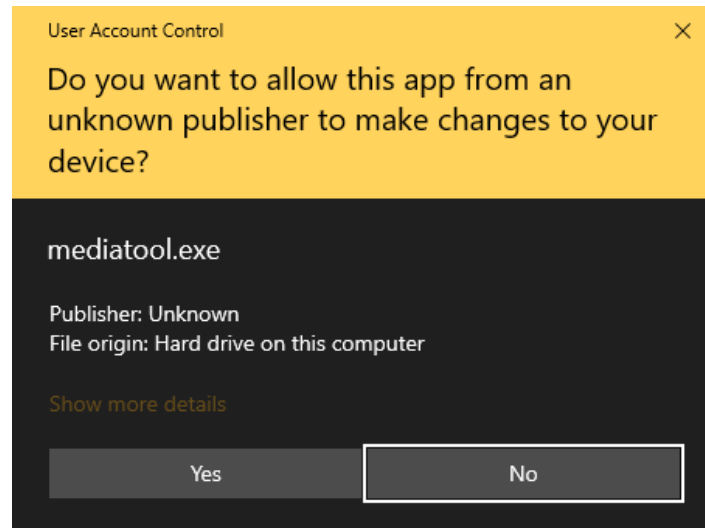 User Account Control
Do you want to allow this app from an
unknown publisher to make changes to your
device?
mediatool.exe
Publisher: Unknown
File origin: Hard drive on this computer
Show more details
Yes
No